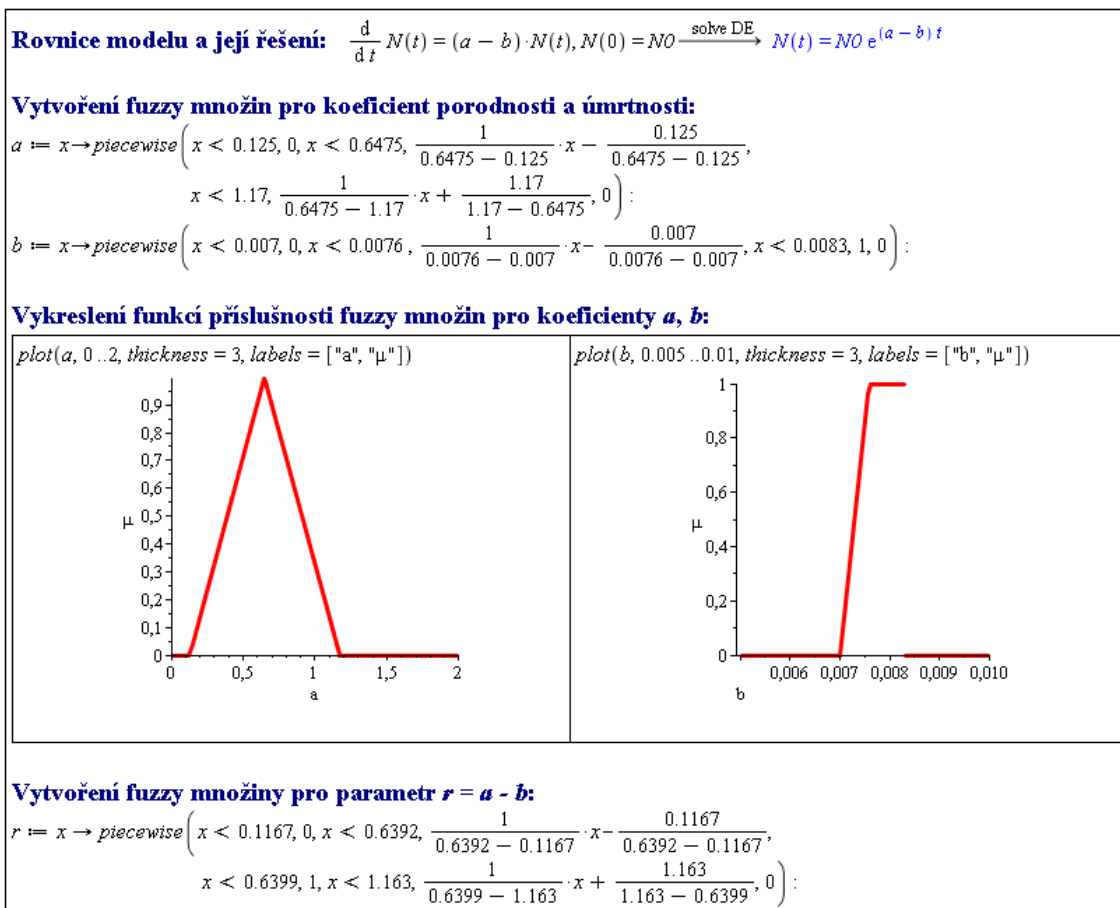 Rovnice modelu a její řešení: d/dt N(t) = (a − b)·N(t), N(0) = N0 solve DE→ N(t) = N0 e^((a − b) t)
Vytvoření fuzzy množin pro koeficient porodnosti a úmrtnosti:
a := x→piecewise(x < 0.125, 0, x < 0.6475, 1/(0.6475 − 0.125)·x − 0.125/(0.6475 − 0.125),
x < 1.17, 1/(0.6475 − 1.17)·x + 1.17/(1.17 − 0.6475), 0) :
b := x→piecewise(x < 0.007, 0, x < 0.0076, 1/(0.0076 − 0.007)·x − 0.007/(0.0076 − 0.007), x < 0.0083, 1, 0) :
Vykreslení funkcí příslušnosti fuzzy množin pro koeficienty a, b:
plot(a, 0 ..2, thickness = 3, labels = ["a", "μ"])
0,9
0,8
0,7
0,6
μ 0,5
0,4
0,3
0,2
0,1
0
0 0,5 1 1,5 2
a
plot(b, 0.005 ..0.01, thickness = 3, labels = ["b", "μ"])
1
0,8
0,6
μ
0,4
0,2
0
0,006 0,007 0,008 0,009 0,010
b
Vytvoření fuzzy množiny pro parametr r = a - b:
r := x → piecewise(x < 0.1167, 0, x < 0.6392, 1/(0.6392 − 0.1167)·x − 0.1167/(0.6392 − 0.1167),
x < 0.6399, 1, x < 1.163, 1/(0.6399 − 1.163)·x + 1.163/(1.163 − 0.6399), 0) :